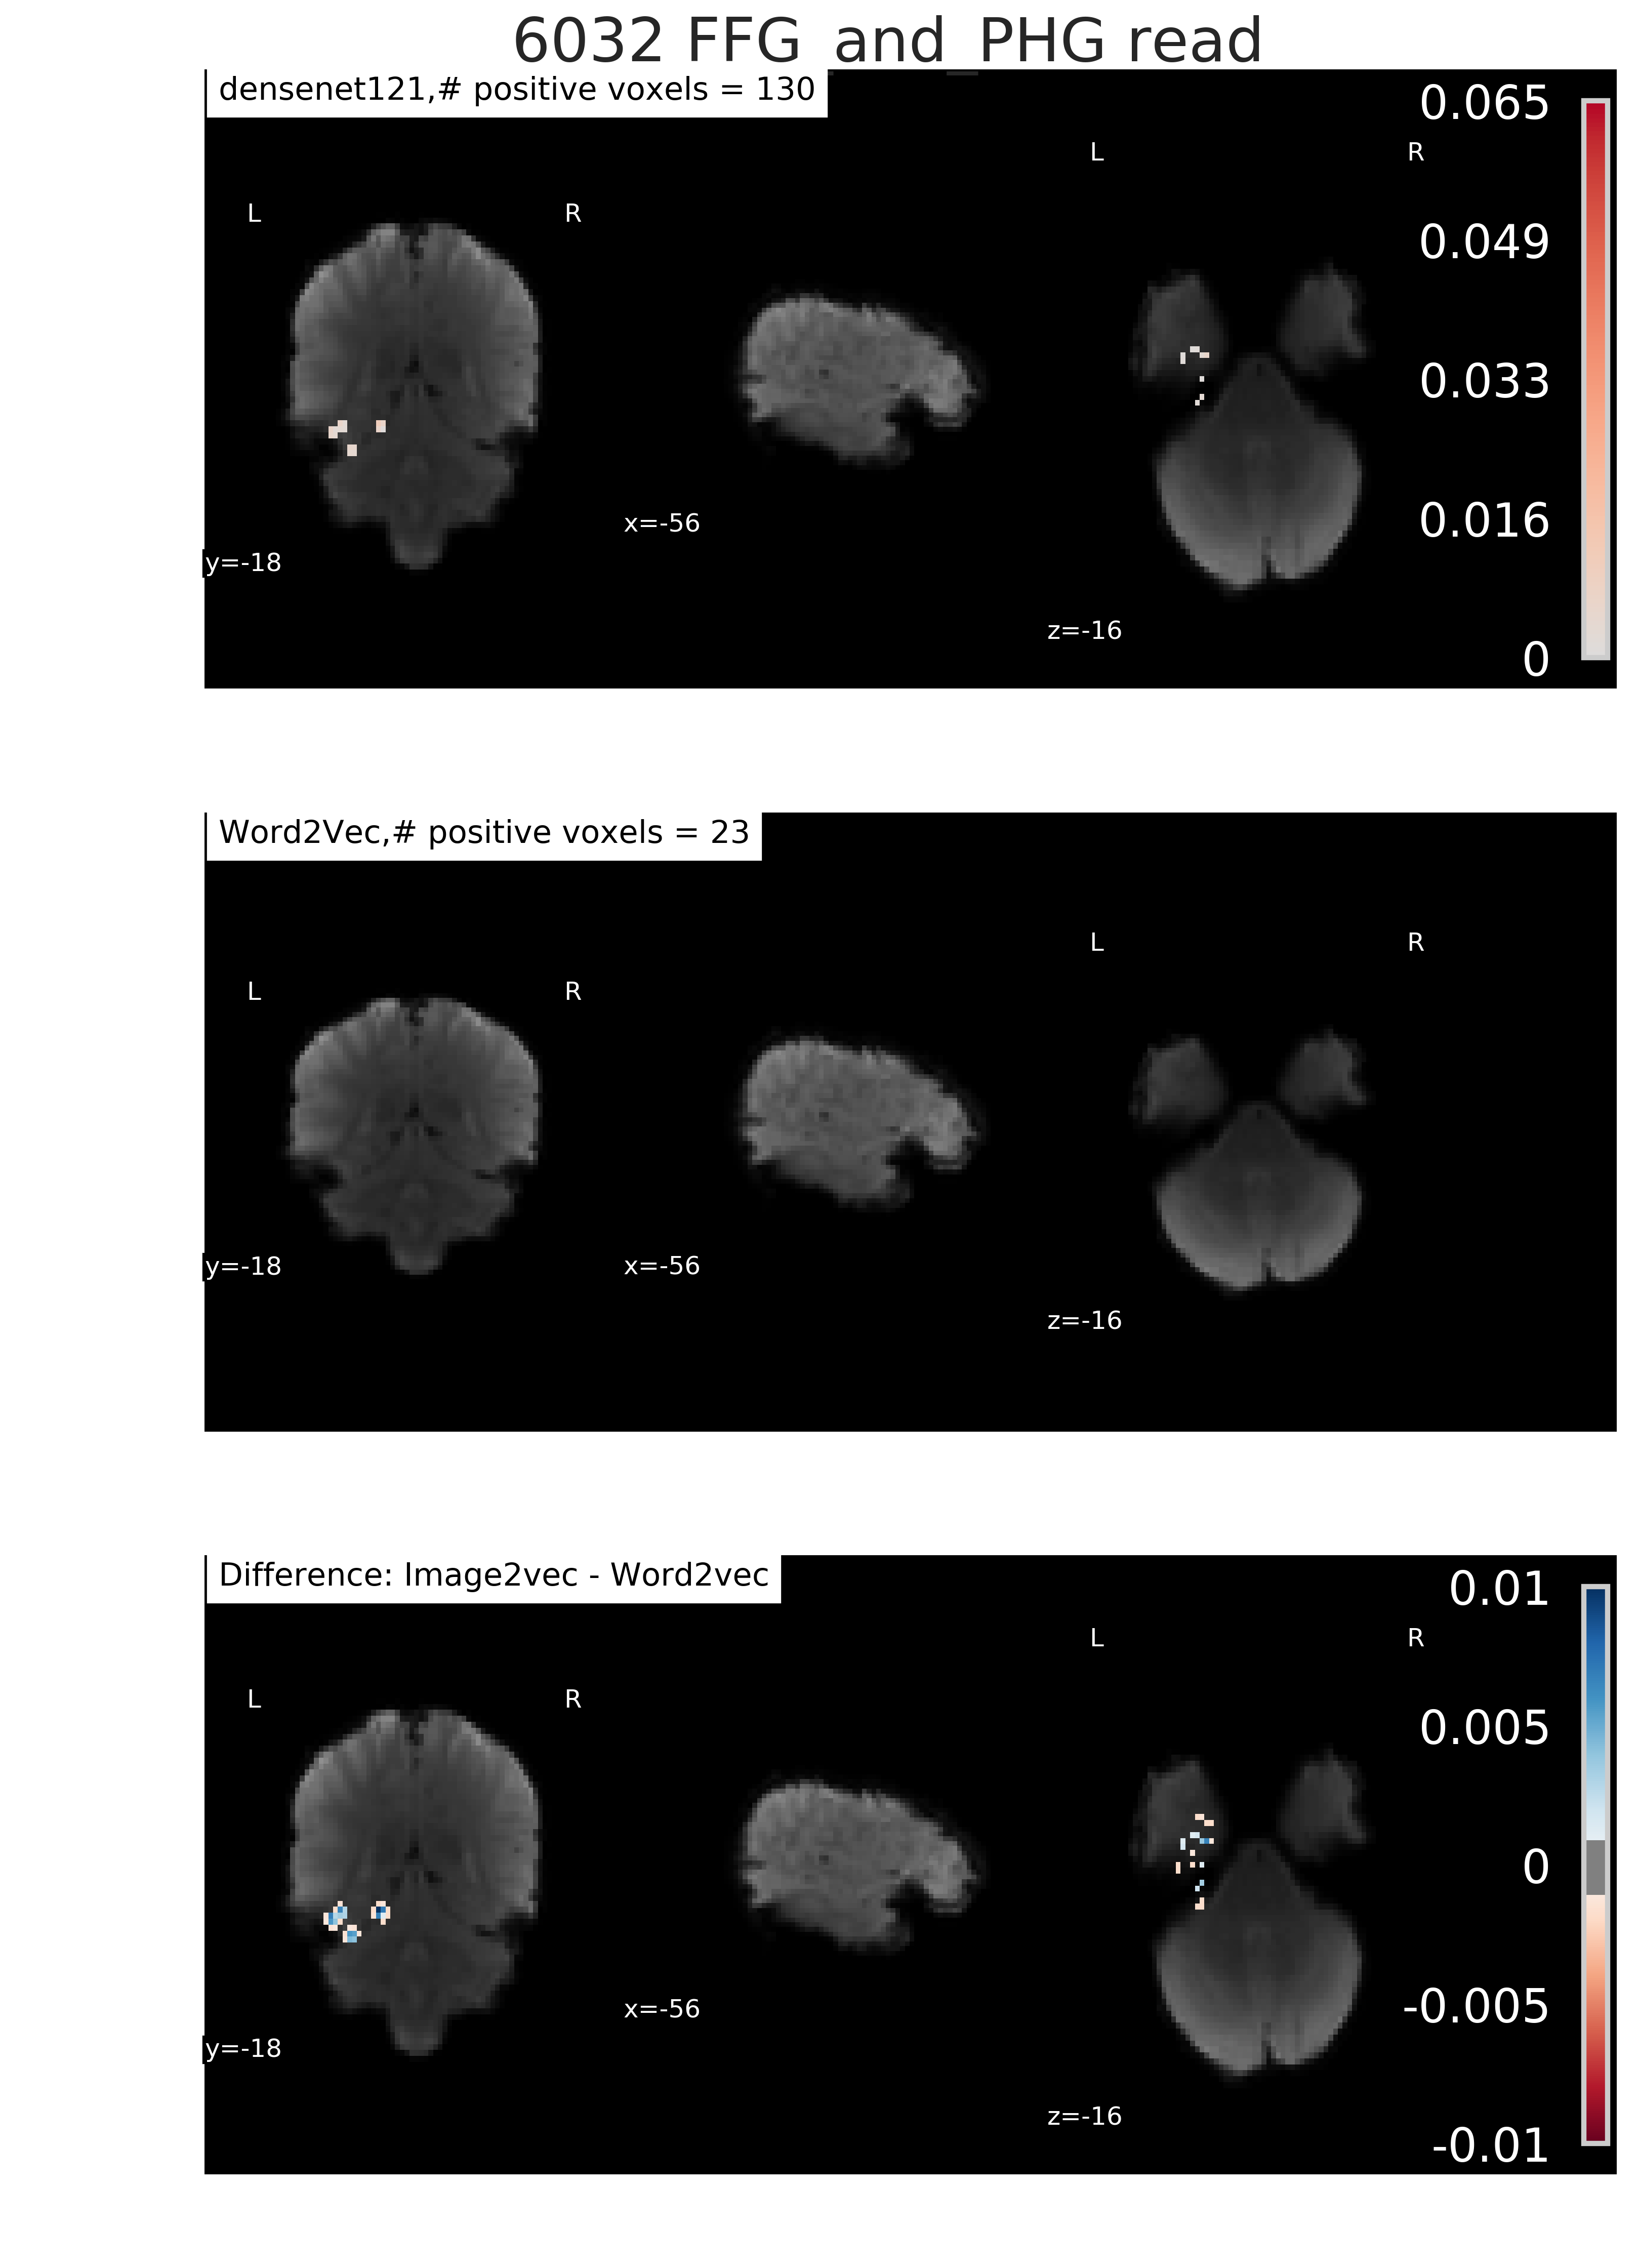 6032 FFG_and_PHG read
densenet121,# positive voxels = 130
0.065
L R
0.049
L R
0.033
0.016
x=-56
y=-18
z=-16
0
Word2Vec,# positive voxels = 23
L R
L R
y=-18
x=-56
z=-16
Difference: Image2vec - Word2vec
0.01
L R
L R
0.005
0
x=-56
-0.005
y=-18
z=-16
-0.01